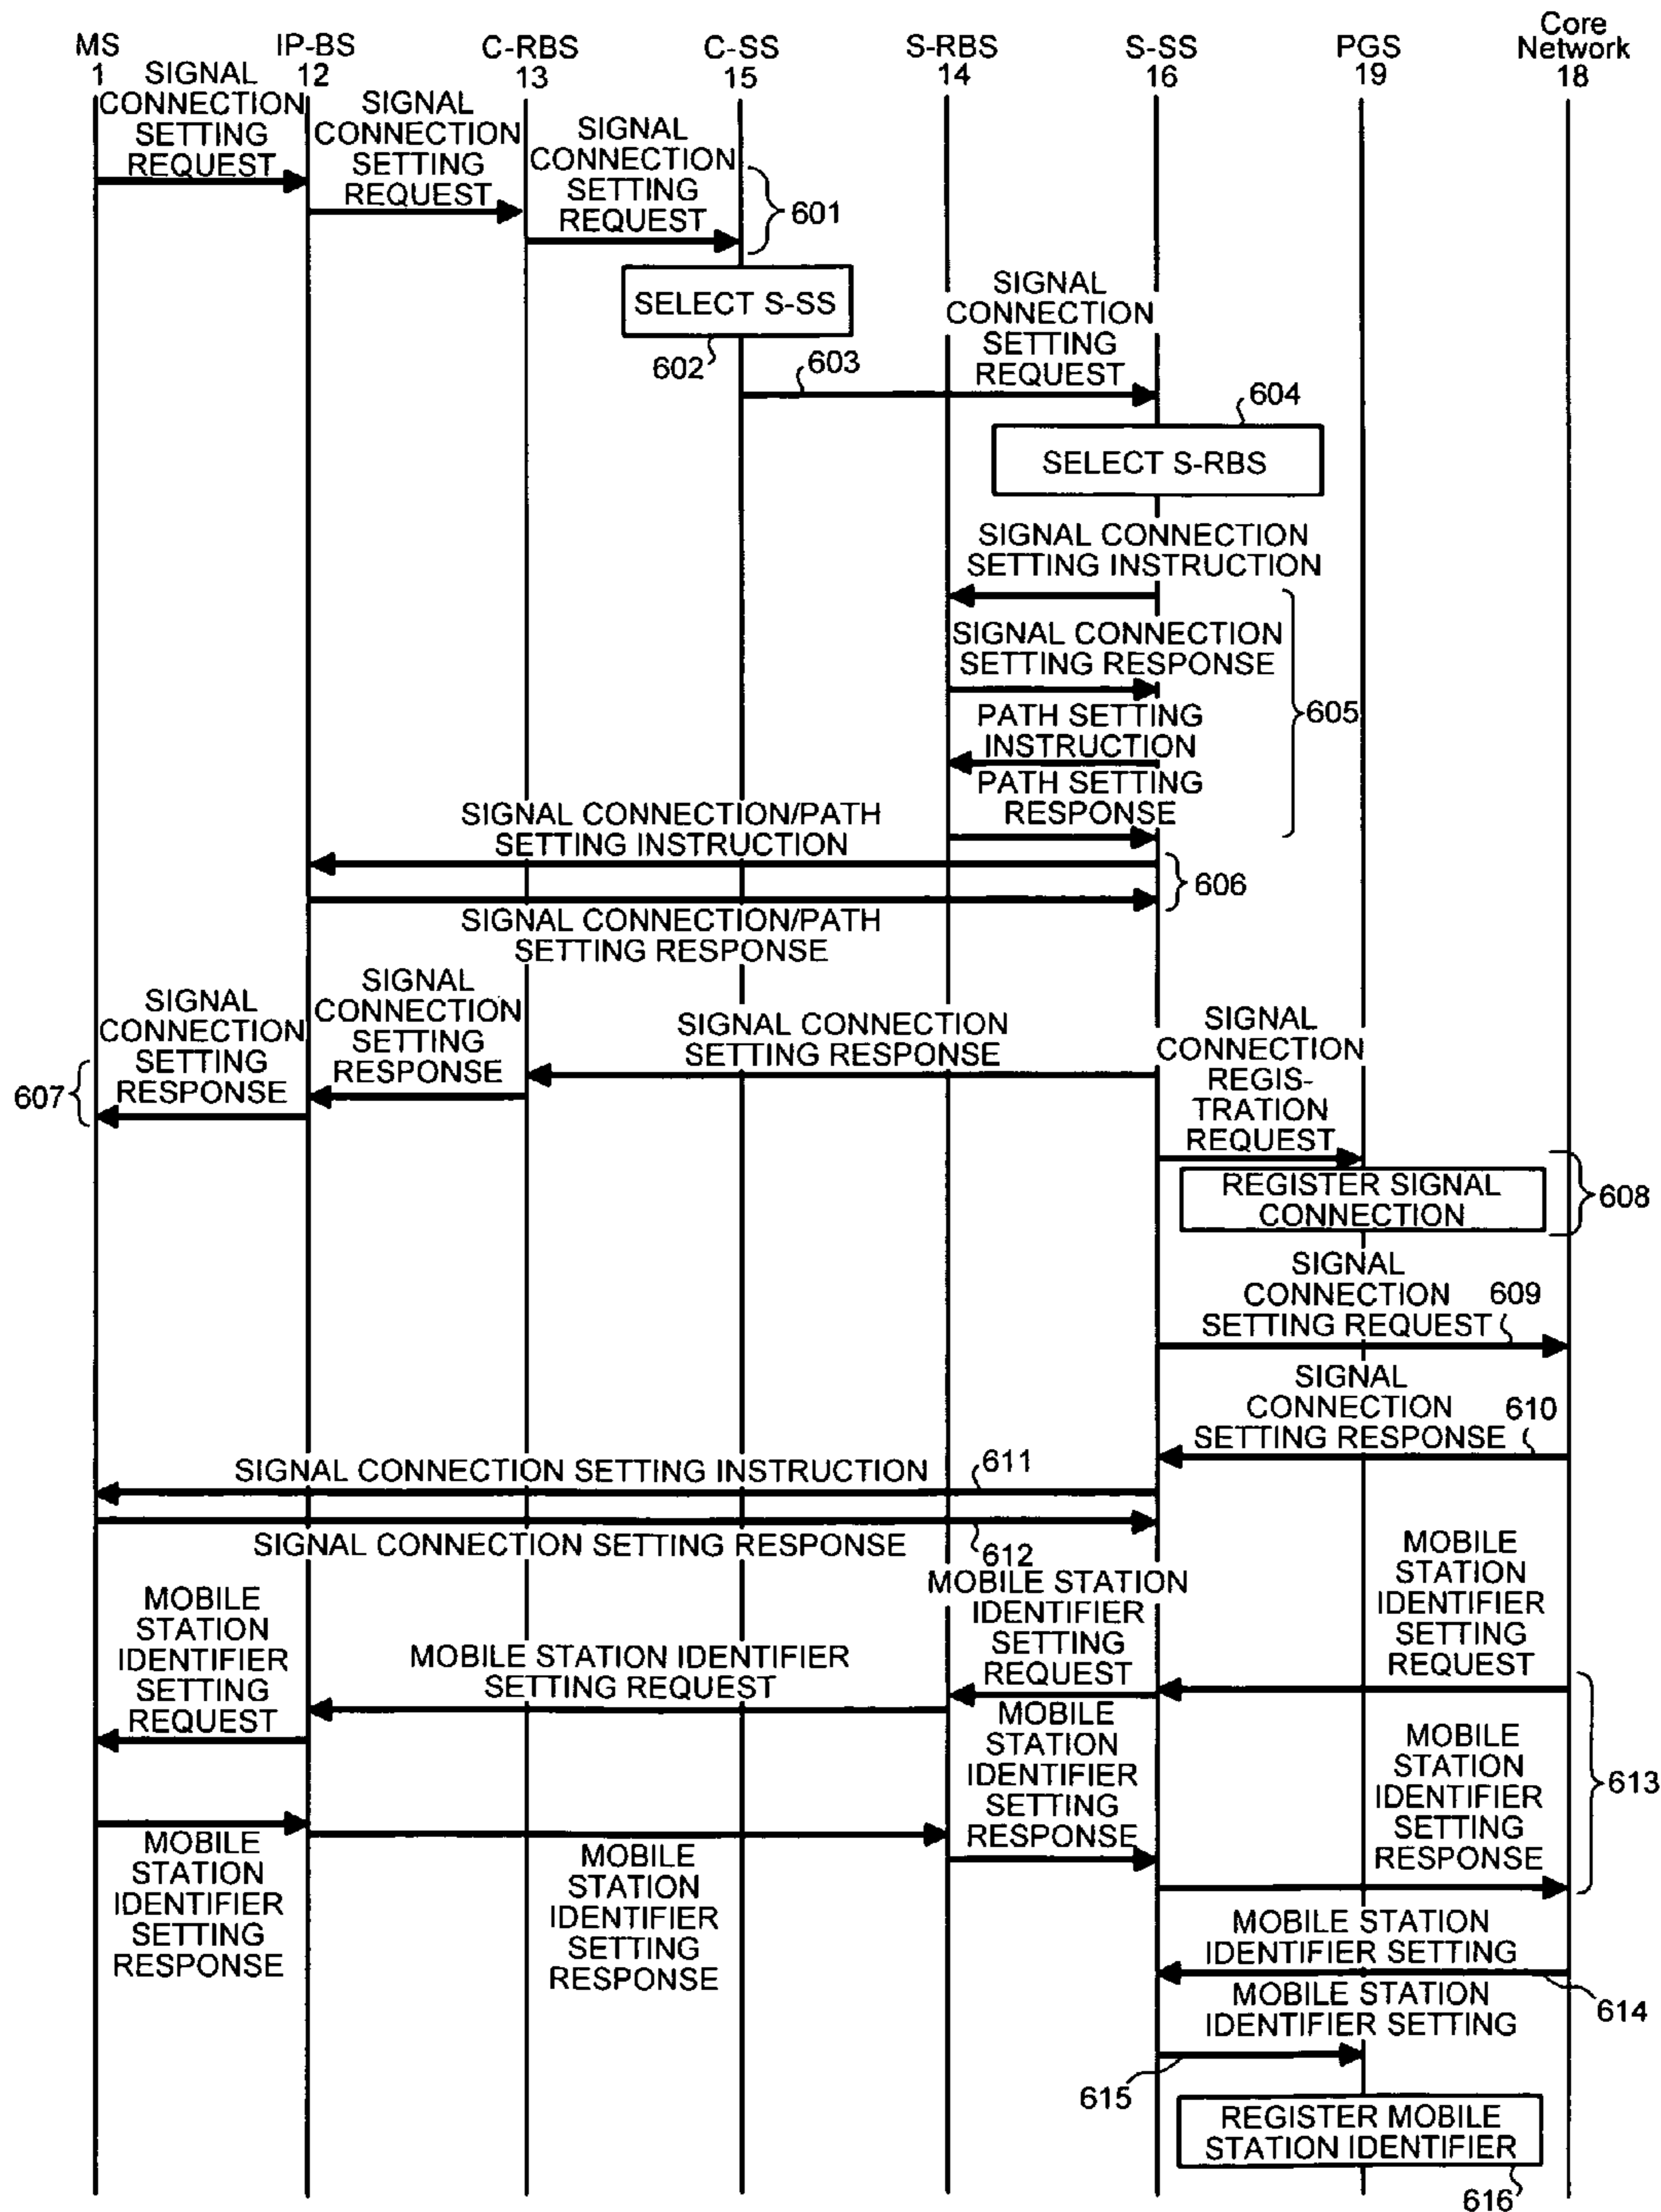 MS
1
IP-BS
12
C-RBS
13
C-SS
15
S-RBS
14
S-SS
16
PGS
19
Core
Network
18
SIGNAL
CONNECTION
SETTING
REQUEST
SIGNAL
CONNECTION
SETTING
REQUEST
SIGNAL
CONNECTION
SETTING
REQUEST
601
SELECT S-SS
602
603
SIGNAL
CONNECTION
SETTING
REQUEST
604
SELECT S-RBS
SIGNAL CONNECTION
SETTING INSTRUCTION
SIGNAL CONNECTION
SETTING RESPONSE
PATH SETTING
INSTRUCTION
PATH SETTING
RESPONSE
605
SIGNAL CONNECTION/PATH
SETTING INSTRUCTION
606
SIGNAL CONNECTION/PATH
SETTING RESPONSE
SIGNAL
CONNECTION
SETTING
RESPONSE
SIGNAL
CONNECTION
SETTING
RESPONSE
SIGNAL CONNECTION
SETTING RESPONSE
607
SIGNAL
CONNECTION
REGIS-
TRATION
REQUEST
REGISTER SIGNAL
CONNECTION
608
SIGNAL
CONNECTION
SETTING REQUEST
609
SIGNAL
CONNECTION
SETTING RESPONSE
610
SIGNAL CONNECTION SETTING INSTRUCTION
611
SIGNAL CONNECTION SETTING RESPONSE
612
MOBILE
STATION
IDENTIFIER
SETTING
REQUEST
MOBILE STATION
IDENTIFIER
SETTING
REQUEST
MOBILE STATION IDENTIFIER
SETTING REQUEST
MOBILE
STATION
IDENTIFIER
SETTING
REQUEST
MOBILE
STATION
IDENTIFIER
SETTING
RESPONSE
MOBILE
STATION
IDENTIFIER
SETTING
RESPONSE
MOBILE
STATION
IDENTIFIER
SETTING
RESPONSE
MOBILE
STATION
IDENTIFIER
SETTING
RESPONSE
613
MOBILE STATION
IDENTIFIER SETTING
614
MOBILE STATION
IDENTIFIER SETTING
615
REGISTER MOBILE
STATION IDENTIFIER
616